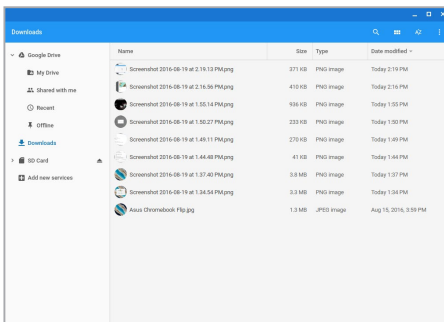 Downloads
Google Drive
My Drive
Shared with me
Recent
Offline
Downloads
SD Card
Add new services
Name Size Type Date modified
Screenshot 2016-08-19 at 2.19.13 PM.png 371 KB PNG image Today 2:19 PM
Screenshot 2016-08-19 at 2.16.56 PM.png 410 KB PNG image Today 2:16 PM
Screenshot 2016-08-19 at 1.55.14 PM.png 936 KB PNG image Today 1:55 PM
Screenshot 2016-08-19 at 1.50.27 PM.png 233 KB PNG image Today 1:50 PM
Screenshot 2016-08-19 at 1.49.11 PM.png 270 KB PNG image Today 1:49 PM
Screenshot 2016-08-19 at 1.44.48 PM.png 41 KB PNG image Today 1:44 PM
Screenshot 2016-08-19 at 1.37.40 PM.png 3.8 MB PNG image Today 1:37 PM
Screenshot 2016-08-19 at 1.34.54 PM.png 3.3 MB PNG image Today 1:34 PM
Asus Chromebook Flip.jpg 1.3 MB JPEG image Aug 15, 2016, 3:59 PM